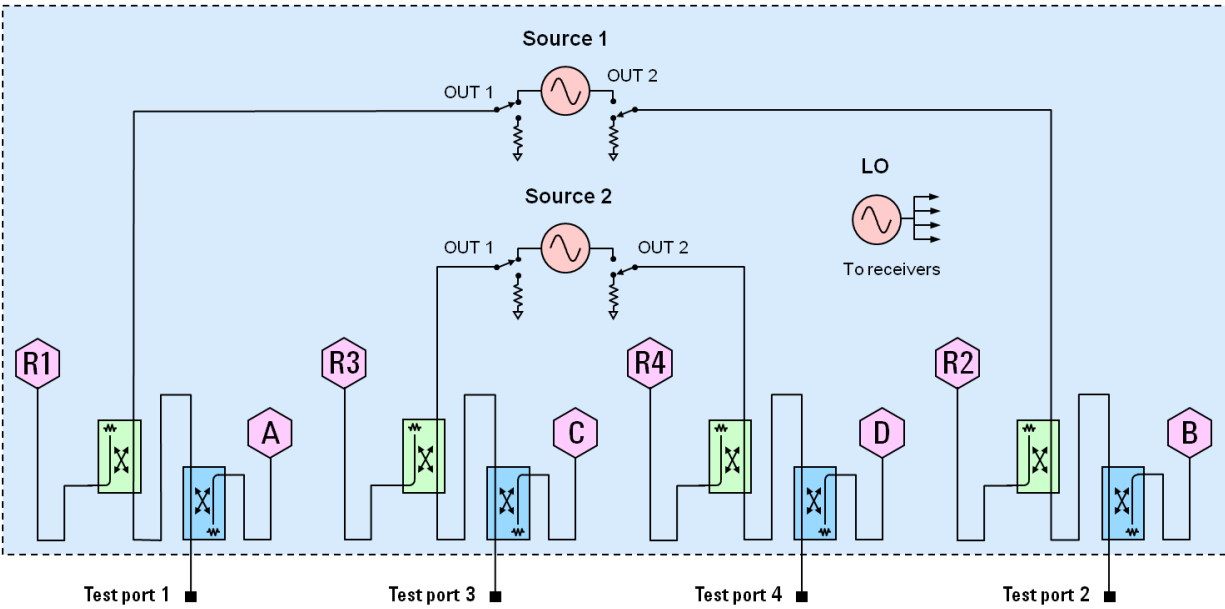 Source 1
OUT 1
OUT 2
LO
Source 2
OUT 1
OUT 2
To receivers
R1
R3
R4
R2
A
C
D
B
Test port 1
Test port 3
Test port 4
Test port 2